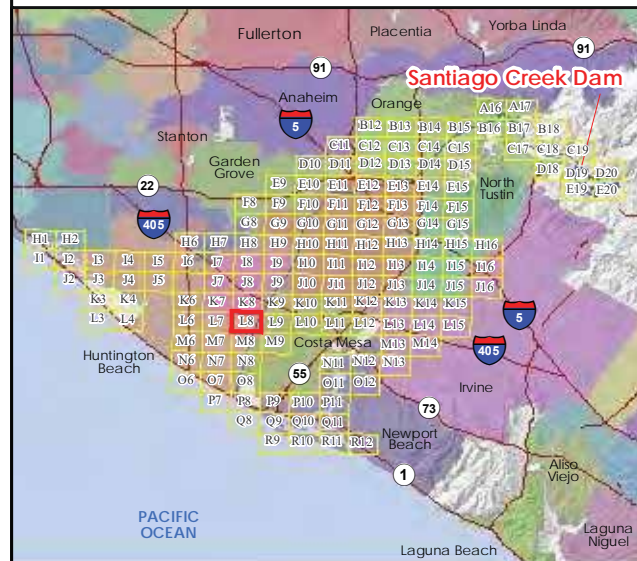 Fullerton Placentia Yorba Linda
91
91
Santiago Creek Dam
Anaheim
5
Orange
A16 A17
Stanton
B12 B13 B14 B15 B16 B17 B18
C11 C12 C13 C14 C15 C17 C18 C19
Garden
Grove
D10 D11 D12 D13 D14 D15 D18 D19 D20
22
E9 E10 E11 E12 E13 E14 E15 E19 E20
North
Tustin
F8 F9 F10 F11 F12 F13 F14 F15
405
G8 G9 G10 G11 G12 G13 G14 G15
H1 H2 H6 H7 H8 H9 H10 H11 H12 H13 H14 H15 H16
I1 I2 I3 I4 I5 I6 I7 I8 I9 I10 I11 I12 I13 I14 I15 I16
J2 J3 J4 J5 J7 J8 J9 J10 J11 J12 J13 J14 J15 J16
K3 K4 K6 K7 K8 K9 K10 K11 K12 K13 K14 K15
L3 L4 L6 L7 L8 L9 L10 L11 L12 L13 L14 L15
5
M6 M7 M8 M9 Costa Mesa M13 M14
405
Huntington
Beach
N6 N7 N8 N11 N12 N13
55
O6 O7 O8 O11 O12
Irvine
P7 P8 P9 P10 P11
73
Q8 Q9 Q10 Q11
Newport
Beach
R9 R10 R11 R12
1
Aliso
Viejo
PACIFIC
OCEAN
Laguna
Niguel
Laguna Beach